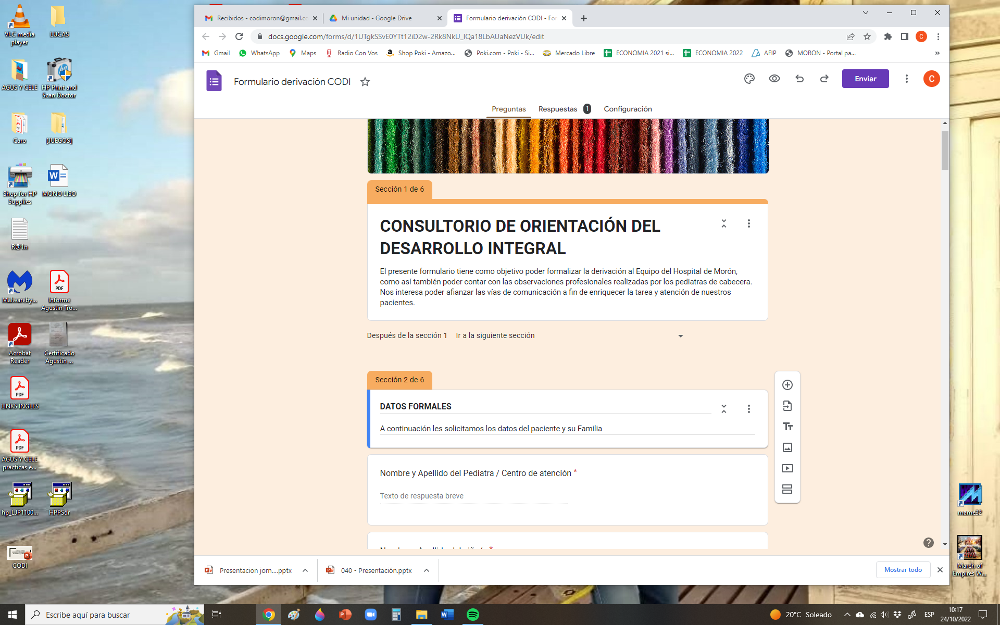 VLC media player
LUCAS
AGUS Y CELE
HP Print and Scan Doctor
Caro
[JUEGOS]
Shop for HP Supplies
MONO LISO
R@1n
Malwareby...
Informe Agustín Tro...
Acrobat Reader
Certificado Agustín ...
LINKS INGLES
AGUS Y CELE practicas e...
hp_LJP1100...
HPPSdr
CODI
mame32
March of Empires W...
Recibidos - codimoron@gmail.co
Mi unidad - Google Drive
Formulario derivación CODI - For
docs.google.com/forms/d/1UTgkSSvE0YTt12iD2w-2Rk8NkU_IQa18LbAUaNezVUk/edit
Gmail
WhatsApp
Maps
Radio Con Vos
Shop Poki - Amazo...
Poki.com - Poki - Si...
Mercado Libre
ECONOMIA 2021 si...
ECONOMIA 2022
AFIP
MORON - Portal pa...
Formulario derivación CODI
Enviar
C
Preguntas
Respuestas 1
Configuración
Sección 1 de 6
CONSULTORIO DE ORIENTACIÓN DEL
DESARROLLO INTEGRAL
El presente formulario tiene como objetivo poder formalizar la derivación al Equipo del Hospital de Morón,
como así también poder contar con las observaciones profesionales realizadas por los pediatras de cabecera.
Nos interesa poder afianzar las vías de comunicación a fin de enriquecer la tarea y atención de nuestros
pacientes.
Después de la sección 1 Ir a la siguiente sección
Sección 2 de 6
DATOS FORMALES
A continuación les solicitamos los datos del paciente y su Familia
Nombre y Apellido del Pediatra / Centro de atención *
Texto de respuesta breve
Presentacion jorn....pptx
040 - Presentación.pptx
Mostrar todo
Escribe aquí para buscar
20°C Soleado
ESP
10:17
24/10/2022